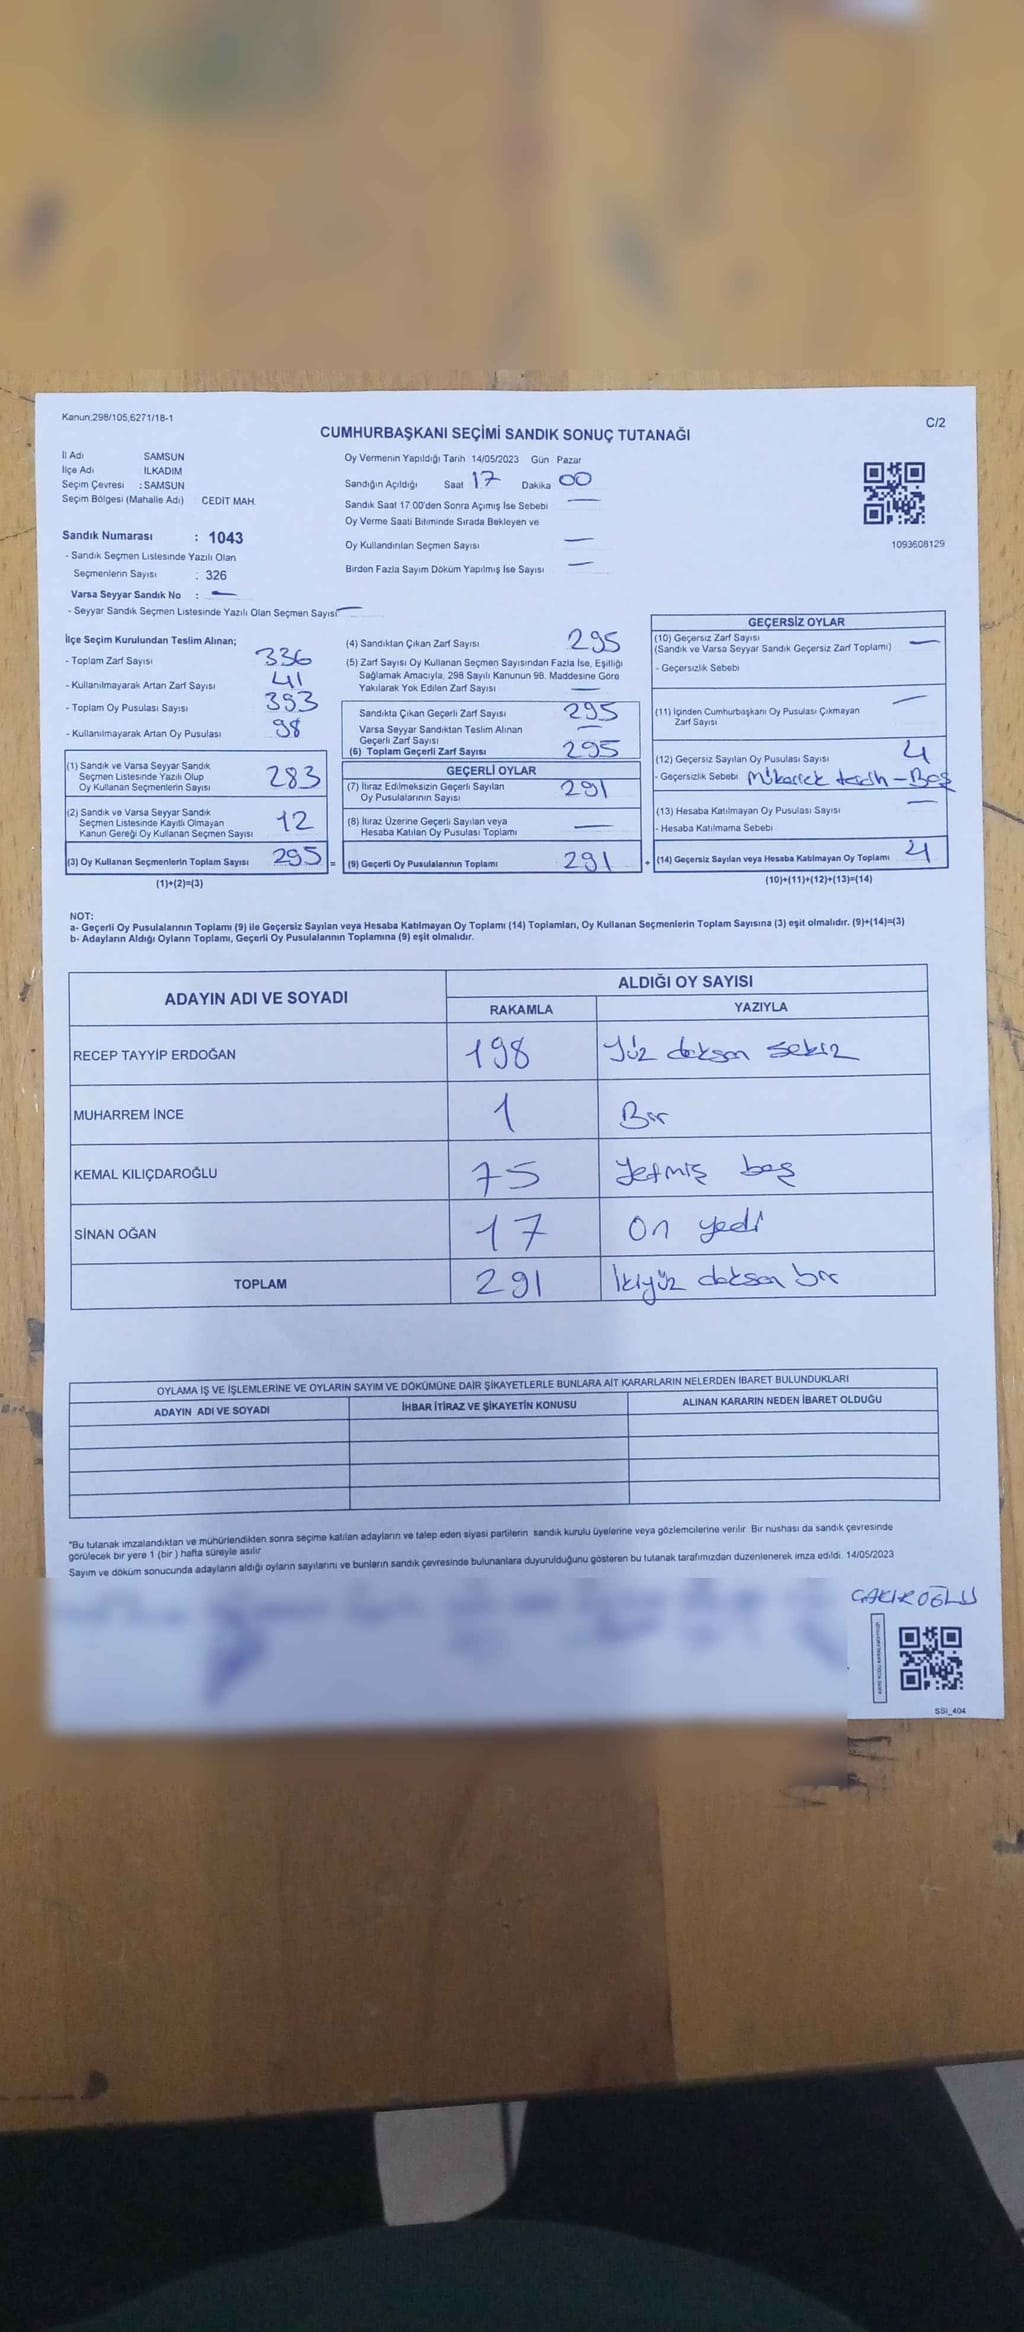 Kanun,298/105,6271/18-1
C/2
CUMHURBAŞKANI SEÇİMİ SANDIK SONUÇ TUTANAĞI
İl Adı SAMSUN
İlçe Adı İLKADIM
Seçim Çevresi : SAMSUN
Seçim Bölgesi (Mahalle Adı) CEDİT MAH.
Sandık Numarası : 1043
- Sandık Seçmen Listesinde Yazılı Olan
Seçmenlerin Sayısı : 326
Varsa Seyyar Sandık No : —
- Seyyar Sandık Seçmen Listesinde Yazılı Olan Seçmen Sayısı —
Oy Vermenin Yapıldığı Tarih 14/05/2023 Gün Pazar
Sandığın Açıldığı Saat 17 Dakika 00
Sandık Saat 17 00'den Sonra Açımış İse Sebebi —
Oy Verme Saati Bitiminde Sırada Bekleyen ve
Oy Kullandırılan Seçmen Sayısı —
Birden Fazla Sayım Döküm Yapılmış İse Sayısı —
1093608129
İlçe Seçim Kurulundan Teslim Alınan;
- Toplam Zarf Sayısı 336
- Kullanılmayarak Artan Zarf Sayısı 41
- Toplam Oy Pusulası Sayısı 393
- Kullanılmayarak Artan Oy Pusulası 98
(1) Sandık ve Varsa Seyyar Sandık
Seçmen Listesinde Yazılı Olup
Oy Kullanan Seçmenlerin Sayısı 283
(2) Sandık ve Varsa Seyyar Sandık
Seçmen Listesinde Kayıtlı Olmayan
Kanun Gereği Oy Kullanan Seçmen Sayısı 12
(3) Oy Kullanan Seçmenlerin Toplam Sayısı 295 =
(1)+(2)=(3)
(4) Sandıktan Çıkan Zarf Sayısı 295
(5) Zarf Sayısı Oy Kullanan Seçmen Sayısından Fazla İse, Eşitliği
Sağlamak Amacıyla, 298 Sayılı Kanunun 98. Maddesine Göre
Yakılarak Yok Edilen Zarf Sayısı —
Sandıkta Çıkan Geçerli Zarf Sayısı 295
Varsa Seyyar Sandıktan Teslim Alınan
Geçerli Zarf Sayısı —
(6) Toplam Geçerli Zarf Sayısı 295
GEÇERLİ OYLAR
(7) İtiraz Edilmeksizin Geçerli Sayılan
Oy Pusulalarının Sayısı 291
(8) İtiraz Üzerine Geçerli Sayılan veya
Hesaba Katılan Oy Pusulası Toplamı —
(9) Geçerli Oy Pusulalarının Toplamı 291 +
GEÇERSİZ OYLAR
(10) Geçersiz Zarf Sayısı
(Sandık ve Varsa Seyyar Sandık Geçersiz Zarf Toplamı) —
- Geçersizlik Sebebi
(11) İçinden Cumhurbaşkanı Oy Pusulası Çıkmayan
Zarf Sayısı —
(12) Geçersiz Sayılan Oy Pusulası Sayısı 4
- Geçersizlik Sebebi Mükerrek tercih - Boş
(13) Hesaba Katılmayan Oy Pusulası Sayısı —
- Hesaba Katılmama Sebebi
(14) Geçersiz Sayılan veya Hesaba Katılmayan Oy Toplamı 4
(10)+(11)+(12)+(13)=(14)
NOT:
a- Geçerli Oy Pusulalarının Toplamı (9) ile Geçersiz Sayılan veya Hesaba Katılmayan Oy Toplamı (14) Toplamları, Oy Kullanan Seçmenlerin Toplam Sayısına (3) eşit olmalıdır. (9)+(14)=(3)
b- Adayların Aldığı Oyların Toplamı, Geçerli Oy Pusulalarının Toplamına (9) eşit olmalıdır.
ADAYIN ADI VE SOYADI ALDIĞI OY SAYISI
RAKAMLA YAZIYLA
RECEP TAYYİP ERDOĞAN 198 Yüz doksan sekiz
MUHARREM İNCE 1 Bir
KEMAL KILIÇDAROĞLU 75 Yetmiş beş
SİNAN OĞAN 17 On yedi
TOPLAM 291 İkiyüz doksan bir
OYLAMA İŞ VE İŞLEMLERİNE VE OYLARIN SAYIM VE DÖKÜMÜNE DAİR ŞİKAYETLERLE BUNLARA AİT KARARLARIN NELERDEN İBARET BULUNDUKLARI
ADAYIN ADI VE SOYADI İHBAR İTİRAZ VE ŞİKAYETİN KONUSU ALINAN KARARIN NEDEN İBARET OLDUĞU
*Bu tutanak imzalandıktan ve mühürlendikten sonra seçime katılan adayların ve talep eden siyasi partilerin sandık kurulu üyelerine veya gözlemcilerine verilir Bir nüshası da sandık çevresinde
görülecek bir yere 1 (bir) hafta süreyle asılır
Sayım ve döküm sonucunda adayların aldığı oyların sayılarını ve bunların sandık çevresinde bulunanlara duyurulduğunu gösteren bu tutanak tarafımızdan düzenlenerek imza edildi. 14/05/2023
ÇAKIROĞLU
SSİ_404